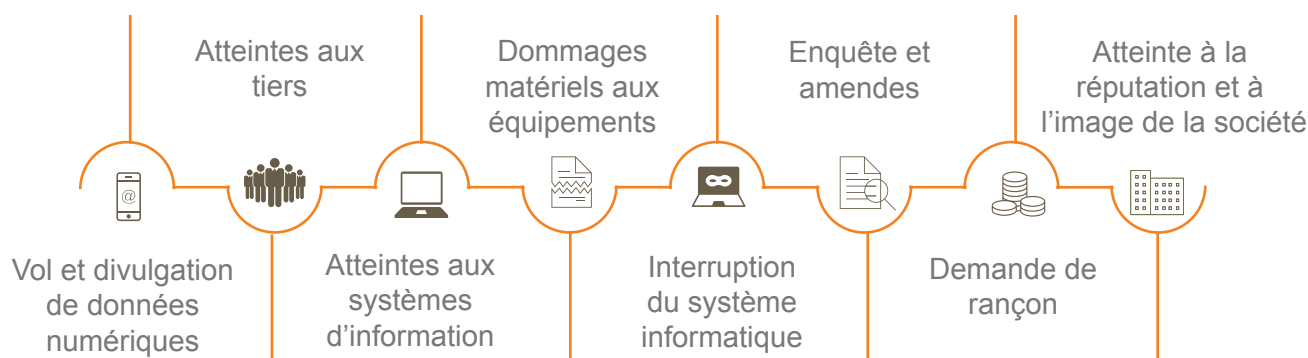 Atteintes aux
tiers
Dommages
matériels aux
équipements
Enquête et
amendes
Atteinte à la
réputation et à
l’image de la société
@
Vol et divulgation
de données
numériques
Atteintes aux
systèmes
d’information
Interruption
du système
informatique
Demande de
rançon